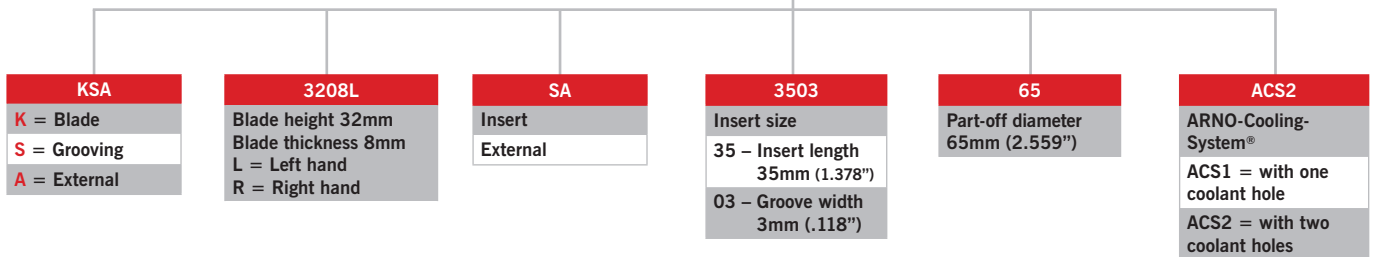 KSA
K = Blade
S = Grooving
A = External
3208L
Blade height 32mm
Blade thickness 8mm
L = Left hand
R = Right hand
SA
Insert
External
3503
Insert size
35 – Insert length
35mm (1.378”)
03 – Groove width
3mm (.118”)
65
Part-off diameter
65mm (2.559”)
ACS2
ARNO-Cooling-
System®
ACS1 = with one
coolant hole
ACS2 = with two
coolant holes